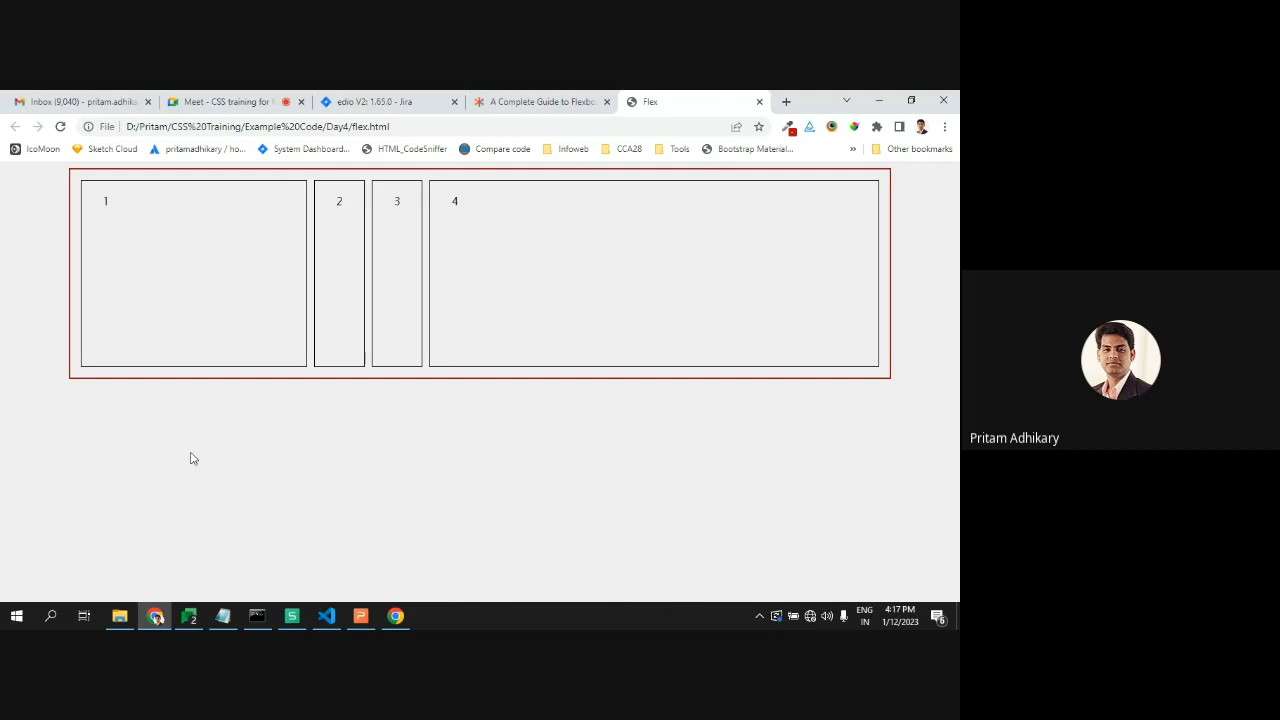 Inbox (9,040) - pritam.adhika
Meet - CSS training for
edio V2: 1.65.0 - Jira
A Complete Guide to Flexbo
Flex
File D:/Pritam/CSS%20Training/Example%20Code/Day4/flex.html
IcoMoon Sketch Cloud pritamadhikary / ho... System Dashboard... HTML_CodeSniffer Compare code Infoweb CCA28 Tools Bootstrap Material... » Other bookmarks
1 2 3 4
Pritam Adhikary
2 S P
ENG 4:17 PM
IN 1/12/2023 6